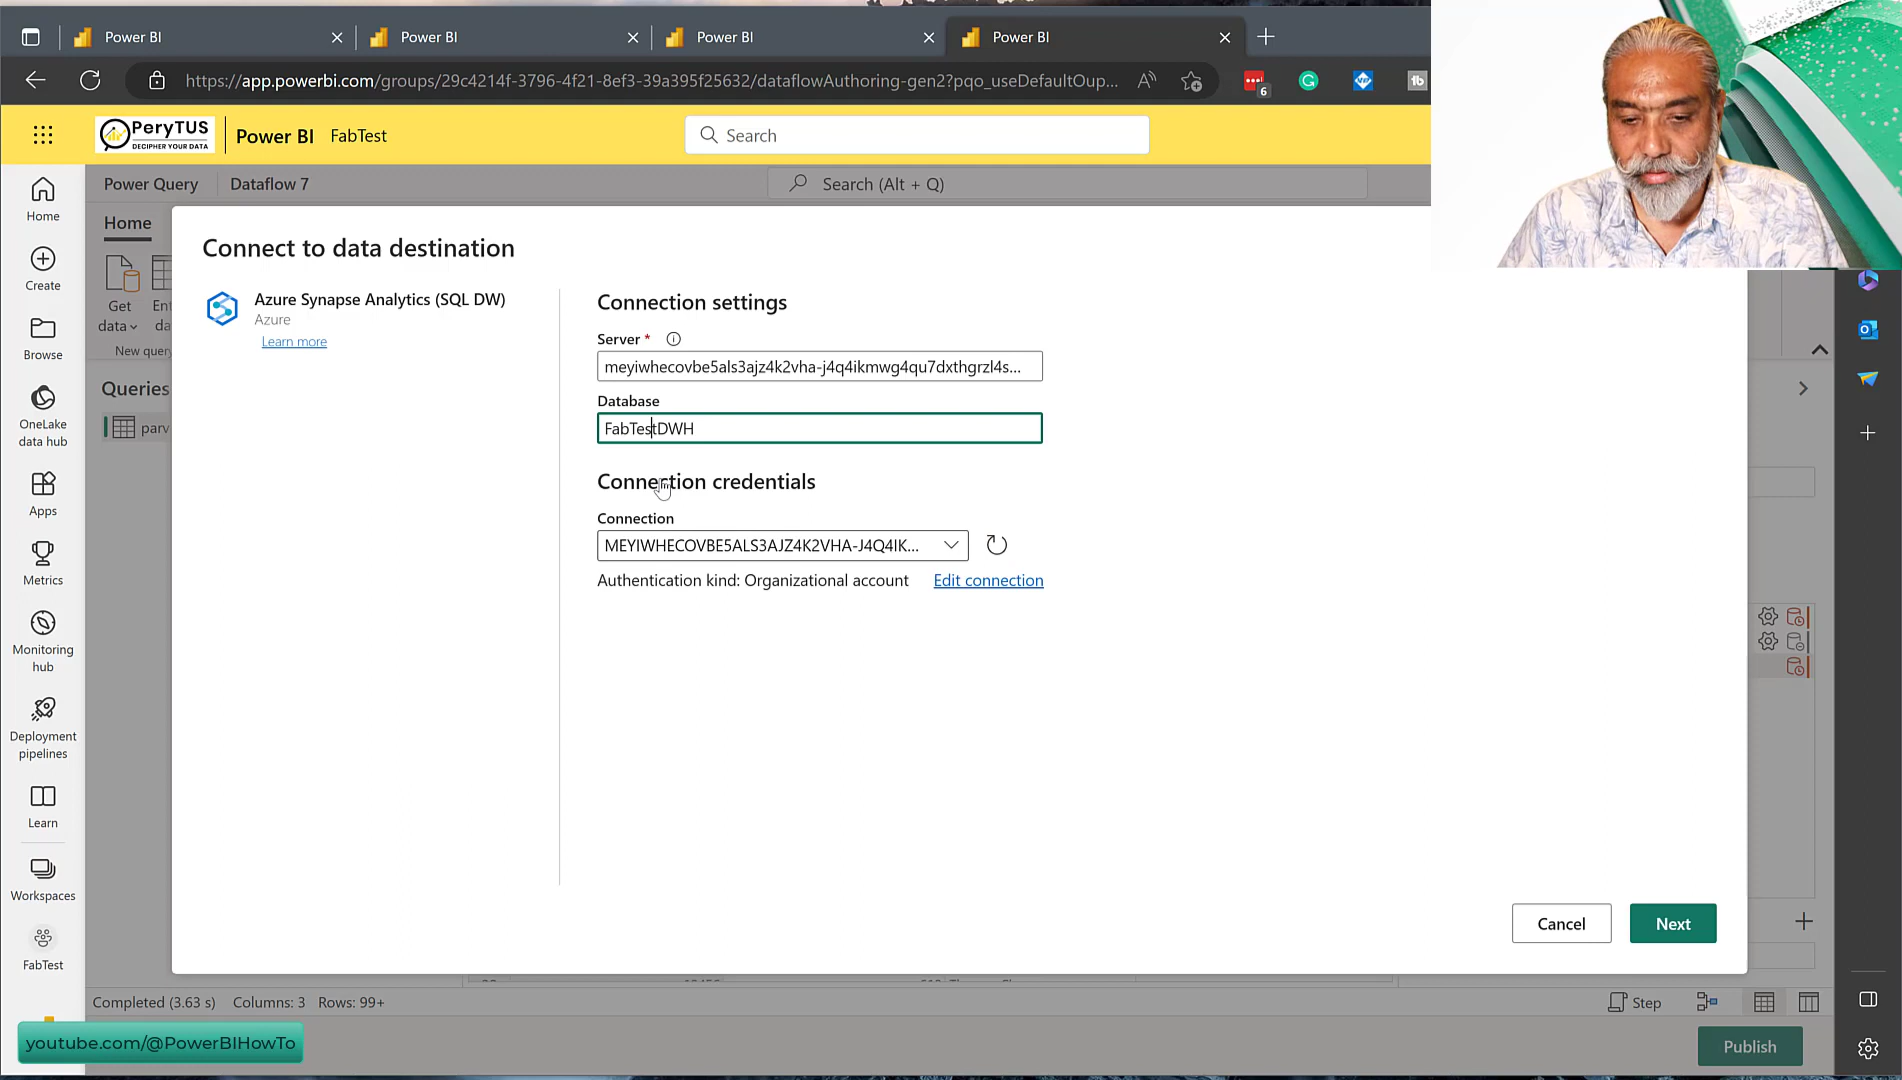 Power BI
Power BI
Power BI
Power BI
https://app.powerbi.com/groups/29c4214f-3796-4f21-8ef3-39a395f25632/dataflowAuthoring-gen2?pqo_useDefaultOup...
6
PeryTUS
DECIPHER YOUR DATA
Power BI
FabTest
Search
Power Query
Dataflow 7
Search (Alt + Q)
Home
Create
Browse
OneLake
data hub
Apps
Metrics
Monitoring
hub
Deployment
pipelines
Learn
Workspaces
FabTest
Home
Get
data
Ent
da
New query
Queries
parv
Connect to data destination
Azure Synapse Analytics (SQL DW)
Azure
Learn more
Connection settings
Server *
meyiwhecovbe5als3ajz4k2vha-j4q4ikmwg4qu7dxthgrzl4s...
Database
FabTestDWH
Connection credentials
Connection
MEYIWHECOVBE5ALS3AJZ4K2VHA-J4Q4IK...
Authentication kind: Organizational account
Edit connection
Cancel
Next
Completed (3.63 s)
Columns: 3
Rows: 99+
Step
Publish
youtube.com/@PowerBIHowTo